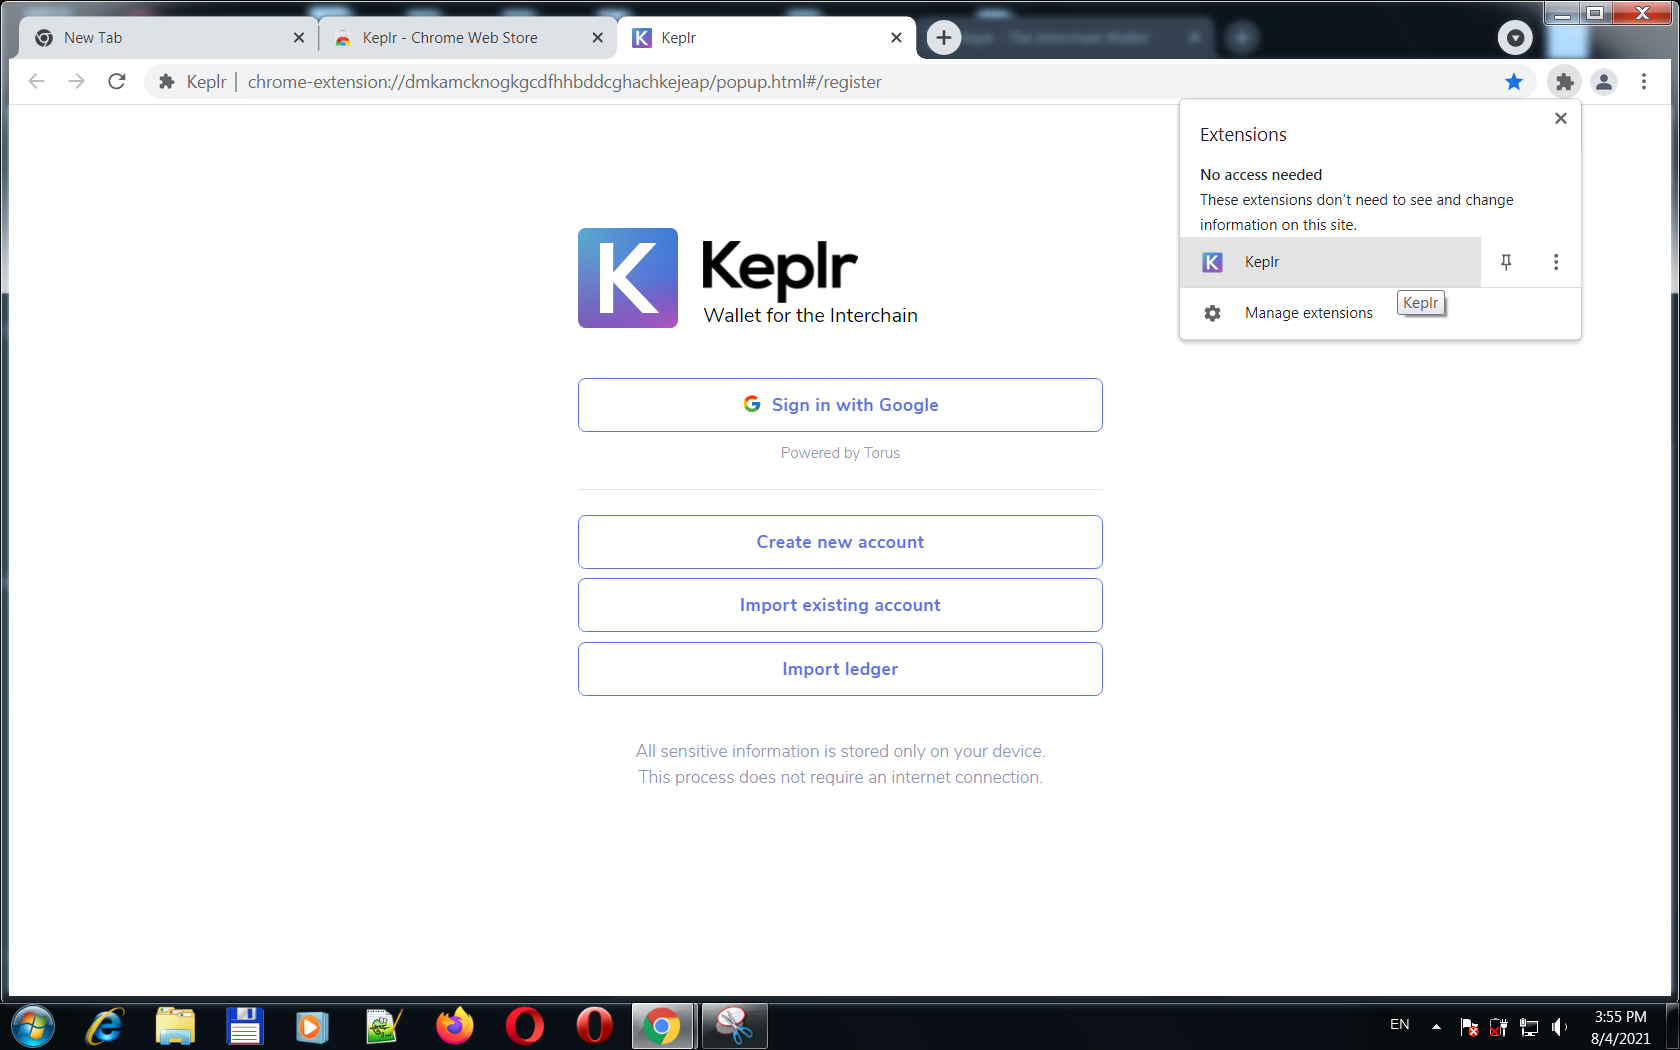 New Tab
Keplr - Chrome Web Store
Keplr
Keplr - The Interchain Wallet
Keplr | chrome-extension://dmkamcknogkgcdfhhbddcghachkejeap/popup.html#/register
Extensions
No access needed
These extensions don't need to see and change
information on this site.
Keplr
Keplr
Manage extensions
K
Keplr
Wallet for the Interchain
Sign in with Google
Powered by Torus
Create new account
Import existing account
Import ledger
All sensitive information is stored only on your device.
This process does not require an internet connection.
EN
3:55 PM
8/4/2021